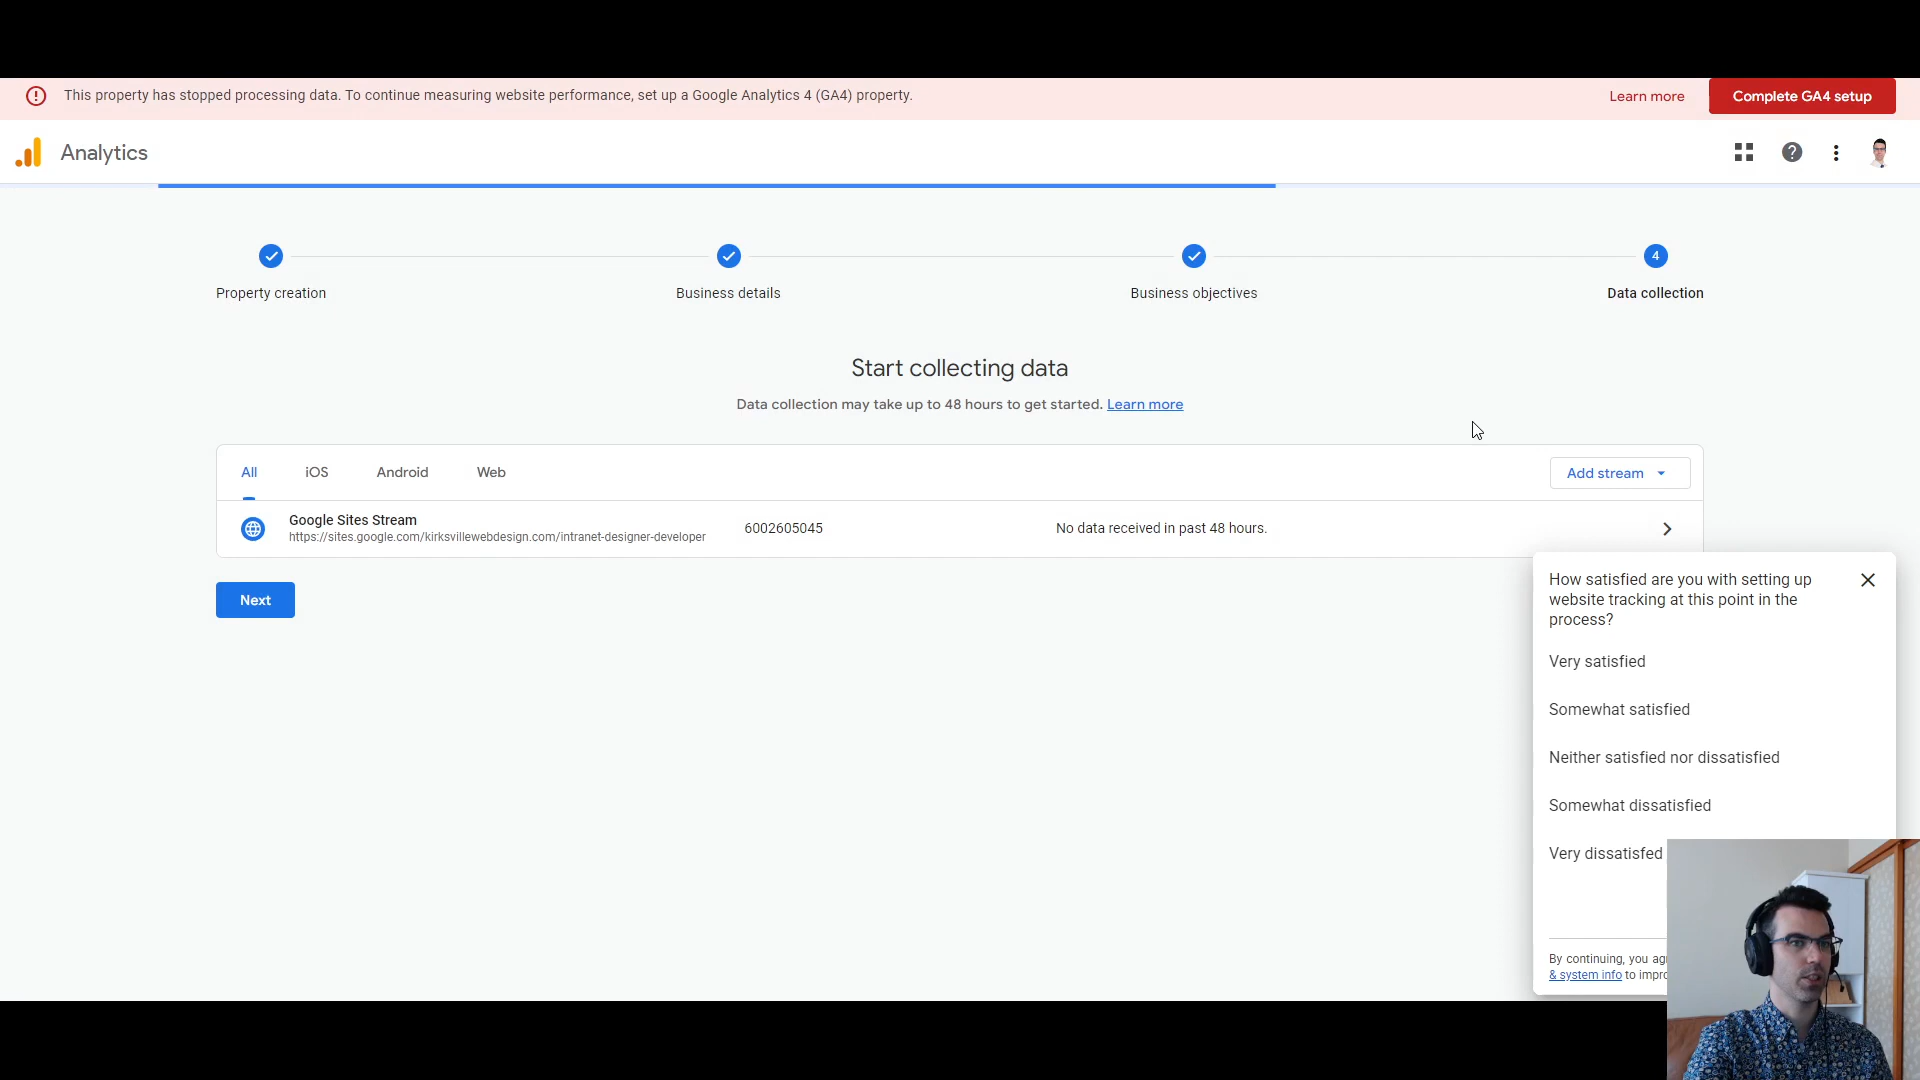 This property has stopped processing data. To continue measuring website performance, set up a Google Analytics 4 (GA4) property.
Learn more
Complete GA4 setup
Analytics
4
Property creation
Business details
Business objectives
Data collection
Start collecting data
Data collection may take up to 48 hours to get started. Learn more
All
iOS
Android
Web
Add stream
Google Sites Stream
https://sites.google.com/kirksvillewebdesign.com/intranet-designer-developer
6002605045
No data received in past 48 hours.
Next
How satisfied are you with setting up
website tracking at this point in the
process?
Very satisfied
Somewhat satisfied
Neither satisfied nor dissatisfied
Somewhat dissatisfied
Very dissatisfed
By continuing, you
& system info to